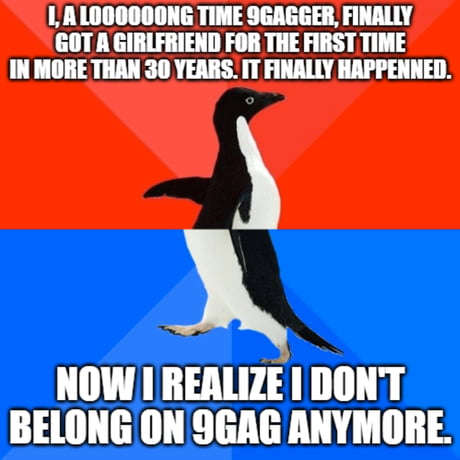 I, A LOOOOOONG TIME 9GAGGER, FINALLY
GOT A GIRLFRIEND FOR THE FIRST TIME
IN MORE THAN 30 YEARS. IT FINALLY HAPPENNED.
NOW I REALIZE I DON'T
BELONG ON 9GAG ANYMORE.